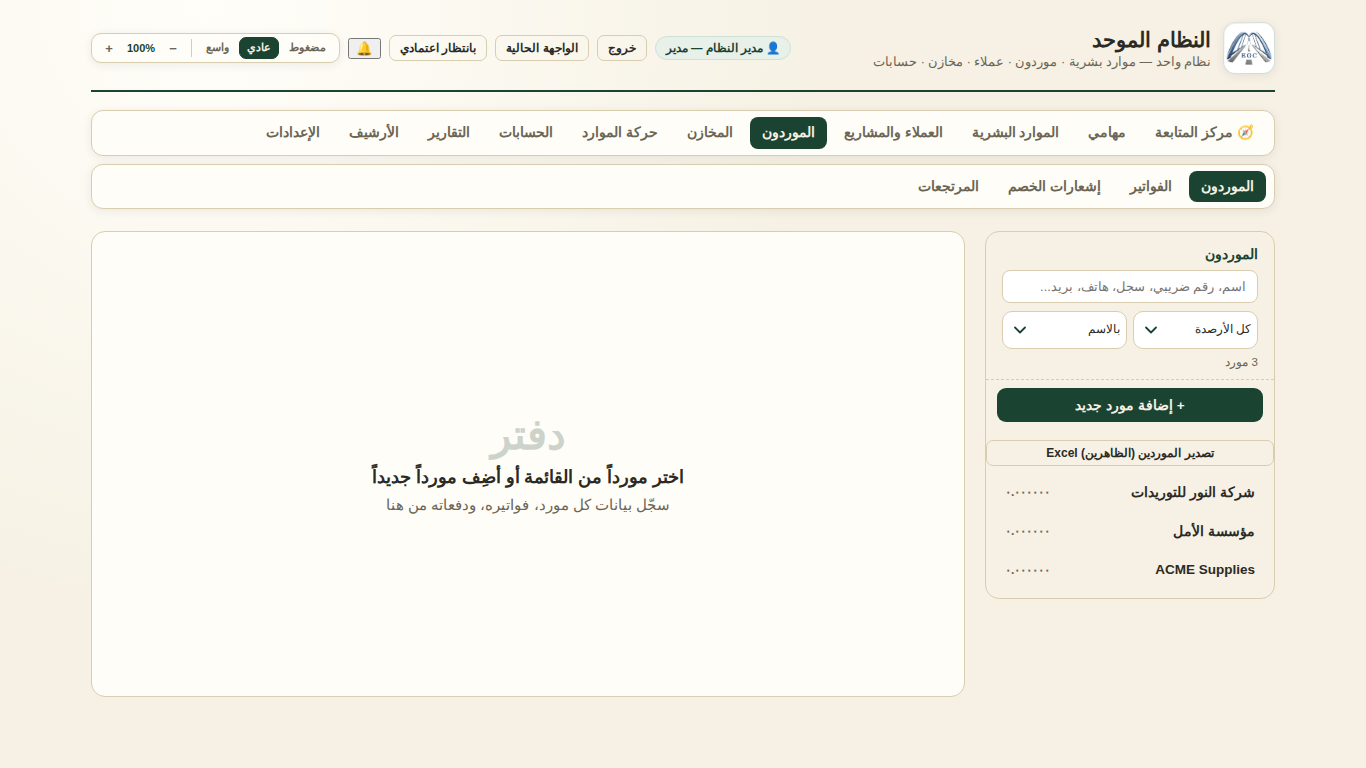 ROC
النظام الموحد
نظام واحد — موارد بشرية · موردون · عملاء · مخازن · حسابات
👤 مدير النظام — مدير
خروج
الواجهة الحالية
بانتظار اعتمادي
🔔
مضغوط
عادي
واسع
− 100% +
🧭 مركز المتابعة
مهامي
الموارد البشرية
العملاء والمشاريع
الموردون
المخازن
حركة الموارد
الحسابات
التقارير
الأرشيف
الإعدادات
الموردون
الفواتير
إشعارات الخصم
المرتجعات
الموردون
اسم، رقم ضريبي، سجل، هاتف، بريد...
كل الأرصدة
بالاسم
3 مورد
+ إضافة مورد جديد
تصدير الموردين (الظاهرين) Excel
شركة النور للتوريدات
٠.٠٠٠٠٠٠
مؤسسة الأمل
٠.٠٠٠٠٠٠
ACME Supplies
٠.٠٠٠٠٠٠
دفتر
اختر مورداً من القائمة أو أضِف مورداً جديداً
سجّل بيانات كل مورد، فواتيره، ودفعاته من هنا